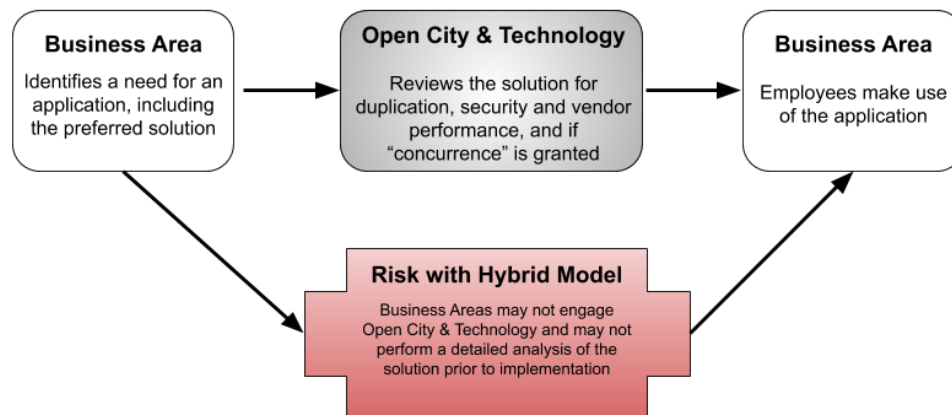 Business Area
Identifies a need for an
application, including
the preferred solution
Open City & Technology
Reviews the solution for
duplication, security and
vendor
performance, and if
“concurrence” is granted
Business Area
Employees make use
of the application
Risk with Hybrid Model
Business Areas may not engage
Open City & Technology and may not
perform a detailed analysis of the
solution prior to implementation